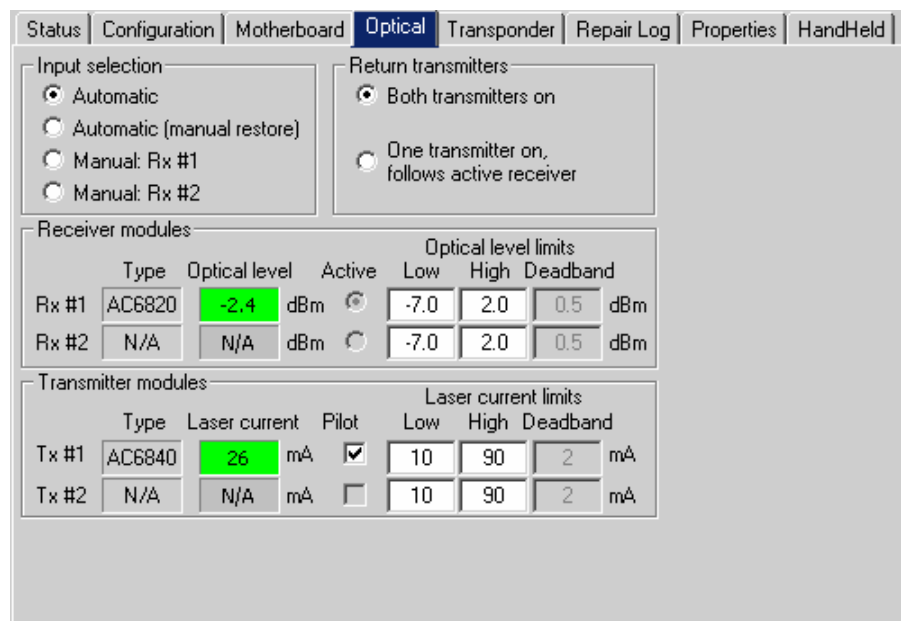 Status Configuration Motherboard Optical Transponder Repair Log Properties HandHeld
Input selection
Automatic
Automatic (manual restore)
Manual: Rx #1
Manual: Rx #2
Return transmitters
Both transmitters on
One transmitter on,
follows active receiver
Receiver modules
Optical level limits
Type Optical level Active Low High Deadband
Rx #1 AC6820 -2.4 dBm -7.0 2.0 0.5 dBm
Rx #2 N/A N/A dBm -7.0 2.0 0.5 dBm
Transmitter modules
Laser current limits
Type Laser current Pilot Low High Deadband
Tx #1 AC6840 26 mA 10 90 2 mA
Tx #2 N/A N/A mA 10 90 2 mA